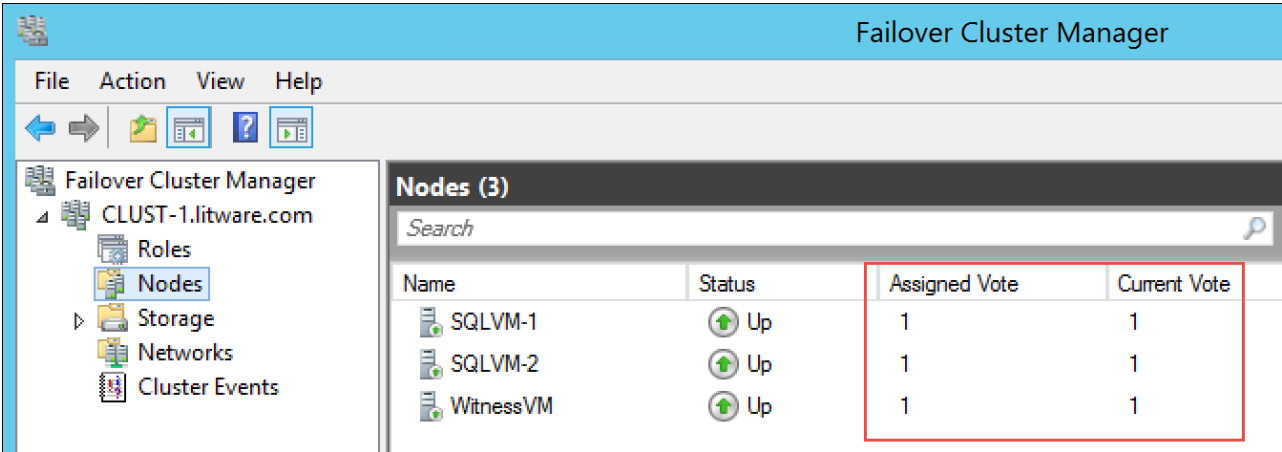 Failover Cluster Manager
File Action View Help
Failover Cluster Manager
CLUST-1.litware.com
Roles
Nodes
Storage
Networks
Cluster Events
Nodes (3)
Search
Name Status Assigned Vote Current Vote
SQLVM-1 Up 1 1
SQLVM-2 Up 1 1
WitnessVM Up 1 1